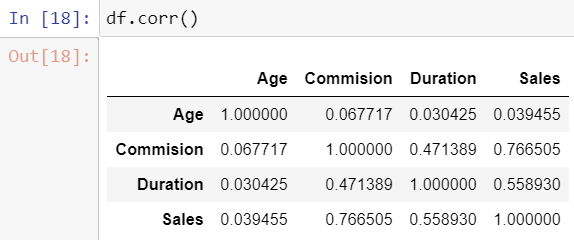 In [18]: df.corr()
Out[18]:
Age Commision Duration Sales
Age 1.000000 0.067717 0.030425 0.039455
Commision 0.067717 1.000000 0.471389 0.766505
Duration 0.030425 0.471389 1.000000 0.558930
Sales 0.039455 0.766505 0.558930 1.000000